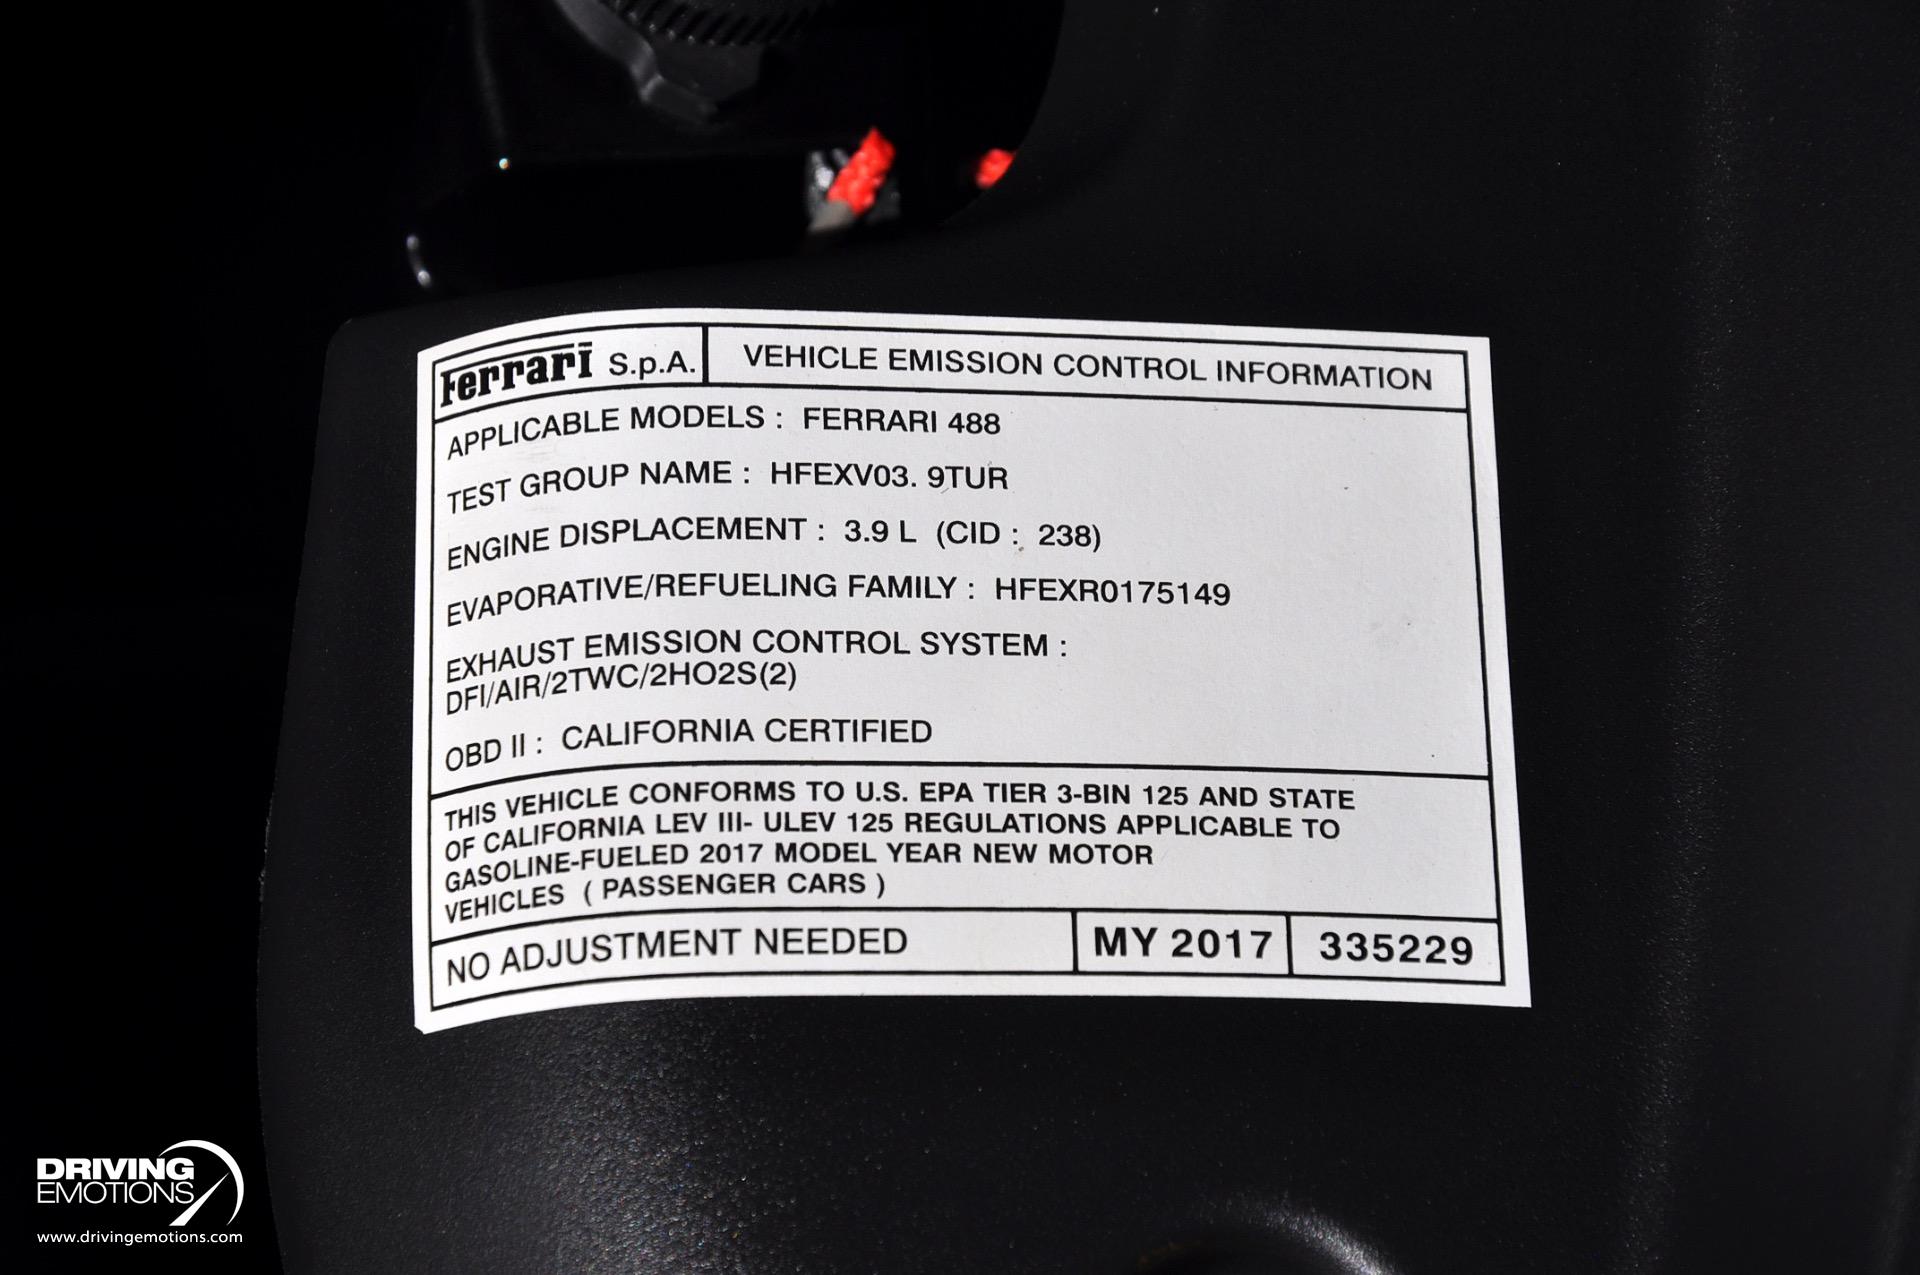 Ferrari S.p.A. VEHICLE EMISSION CONTROL INFORMATION
APPLICABLE MODELS : FERRARI 488
TEST GROUP NAME : HFEXV03. 9TUR
ENGINE DISPLACEMENT : 3.9 L (CID : 238)
EVAPORATIVE/REFUELING FAMILY : HFEXR0175149
EXHAUST EMISSION CONTROL SYSTEM :
DFI/AIR/2TWC/2HO2S(2)
OBD II : CALIFORNIA CERTIFIED
THIS VEHICLE CONFORMS TO U.S. EPA TIER 3-BIN 125 AND STATE
OF CALIFORNIA LEV III- ULEV 125 REGULATIONS APPLICABLE TO
GASOLINE-FUELED 2017 MODEL YEAR NEW MOTOR
VEHICLES ( PASSENGER CARS )
NO ADJUSTMENT NEEDED MY 2017 335229
DRIVING
EMOTIONS
www.drivingemotions.com